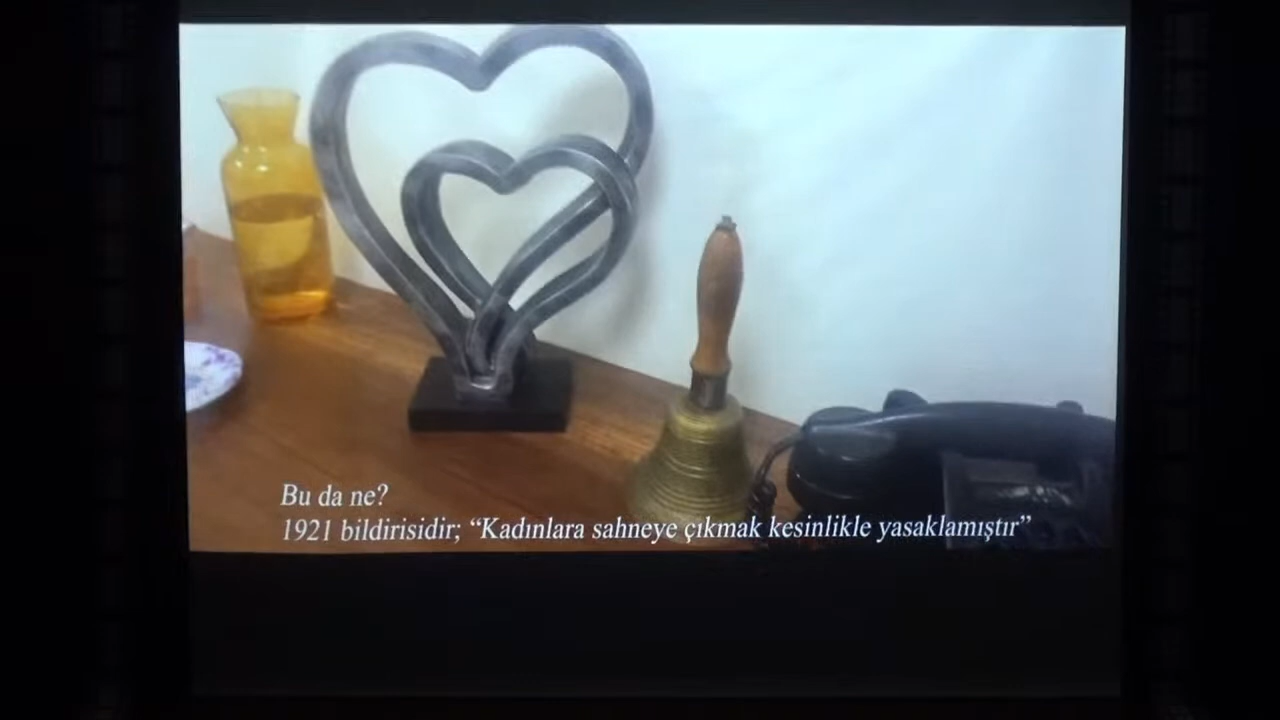 Bu da ne?
1921 bildirisidir; “Kadınlara sahneye çıkmak kesinlikle yasaklamıştır”